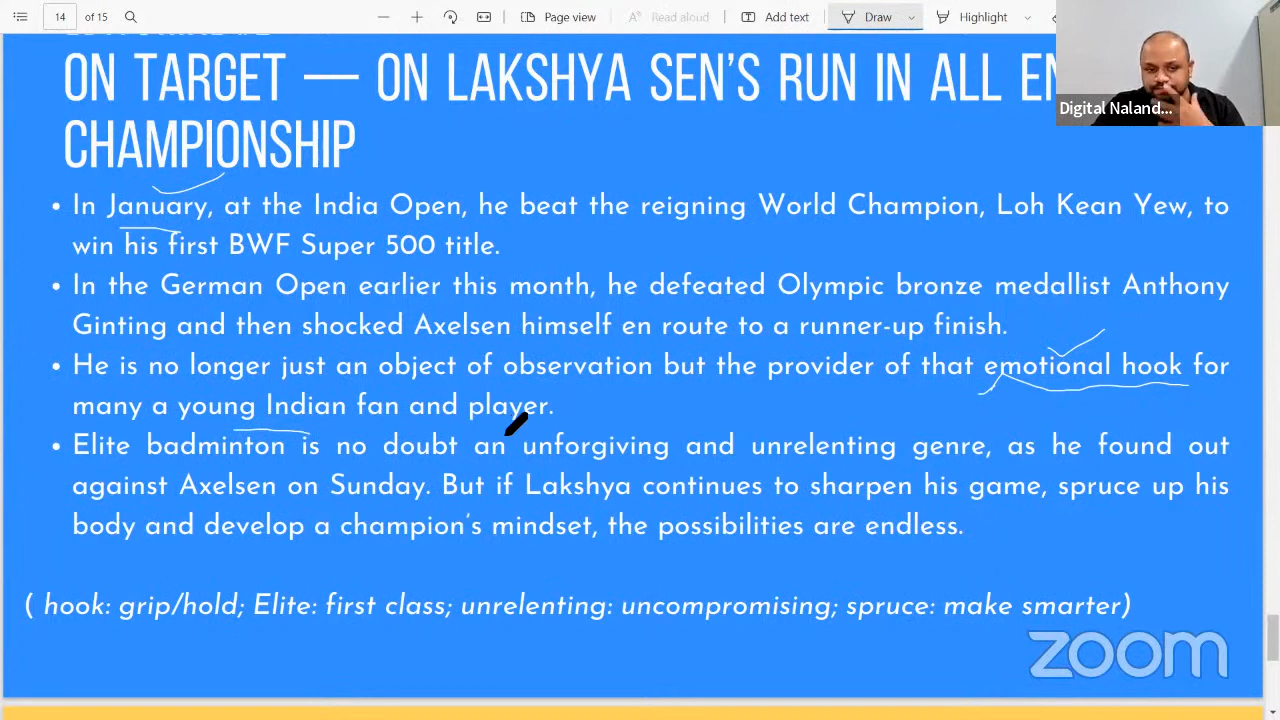 14 of 15 Page view Read aloud Add text Draw Highlight
ON TARGET — ON LAKSHYA SEN'S RUN IN ALL
CHAMPIONSHIP
Digital Naland...
• In January, at the India Open, he beat the reigning World Champion, Loh Kean Yew, to
win his first BWF Super 500 title.
• In the German Open earlier this month, he defeated Olympic bronze medallist Anthony
Ginting and then shocked Axelsen himself en route to a runner-up finish.
• He is no longer just an object of observation but the provider of that emotional hook for
many a young Indian fan and player.
• Elite badminton is no doubt an unforgiving and unrelenting genre, as he found out
against Axelsen on Sunday. But if Lakshya continues to sharpen his game, spruce up his
body and develop a champion's mindset, the possibilities are endless.
( hook: grip/hold; Elite: first class; unrelenting: uncompromising; spruce: make smarter)
zoom